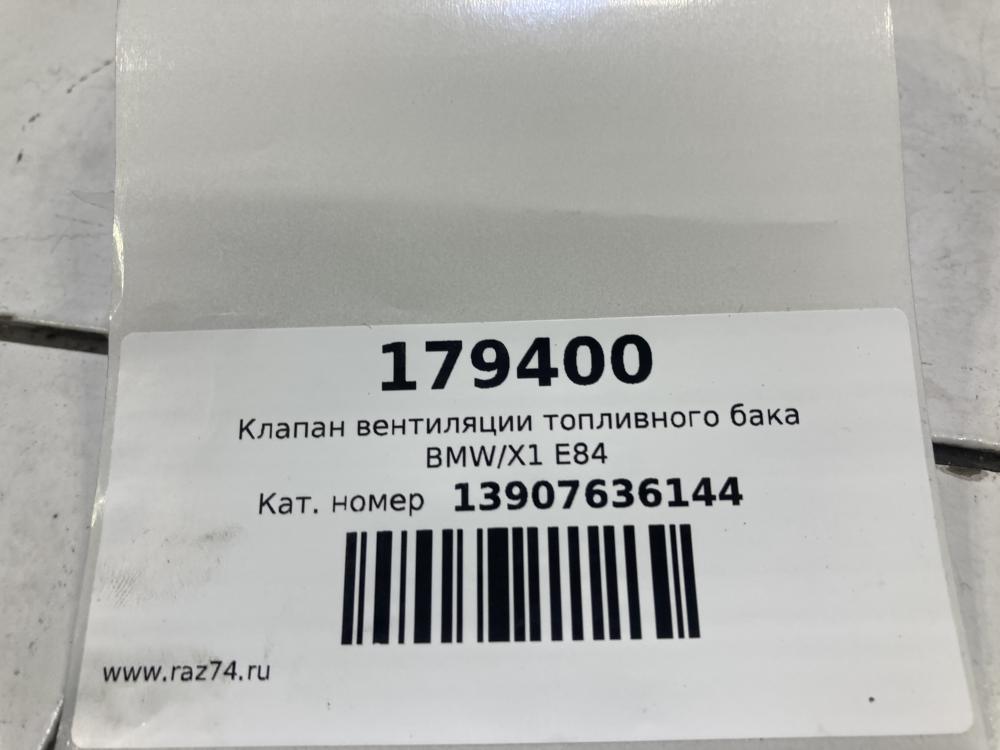 179400
Клапан вентиляции топливного бака
BMW/X1 E84
Кат. номер 13907636144
www.raz74.ru